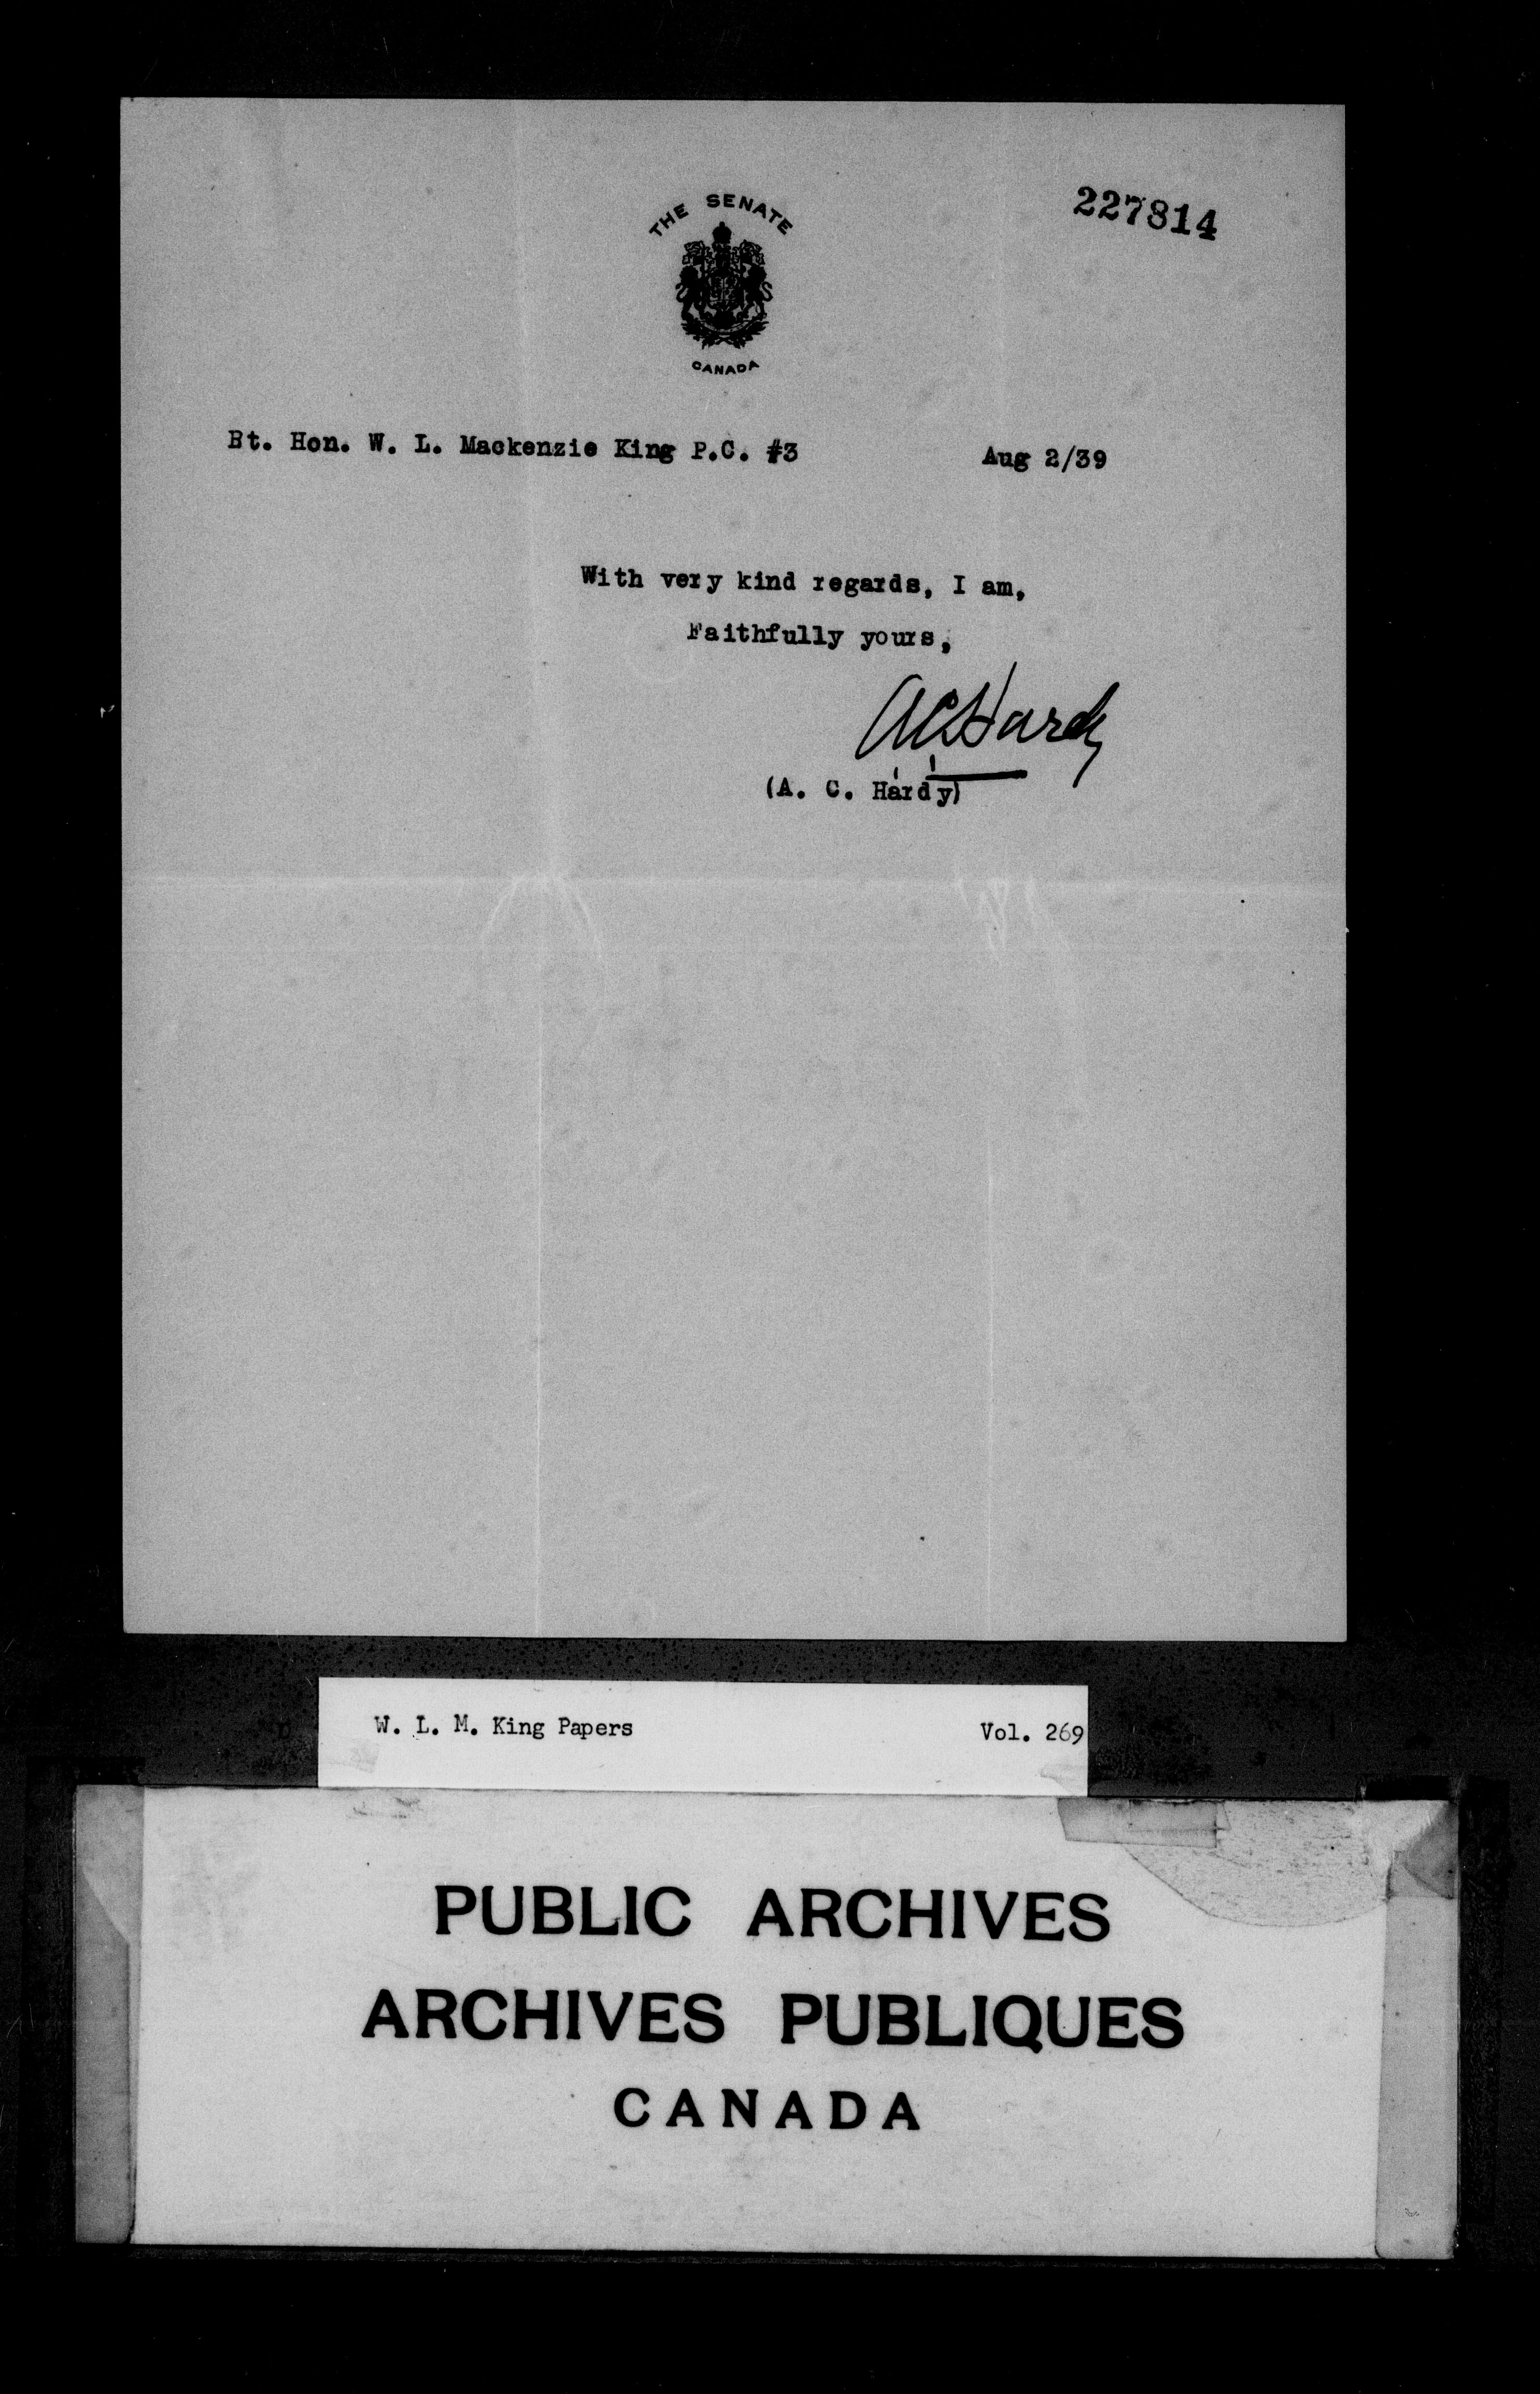 THE SENATE
CANADA
227814
Bt. Hon. W. L. Mackenzie King P.C. #3 Aug 2/39
With very kind regards, I am,
Faithfully yours,
ACHardy
(A. C. Hardy)
W. L. M. King Papers Vol. 269
PUBLIC ARCHIVES
ARCHIVES PUBLIQUES
CANADA